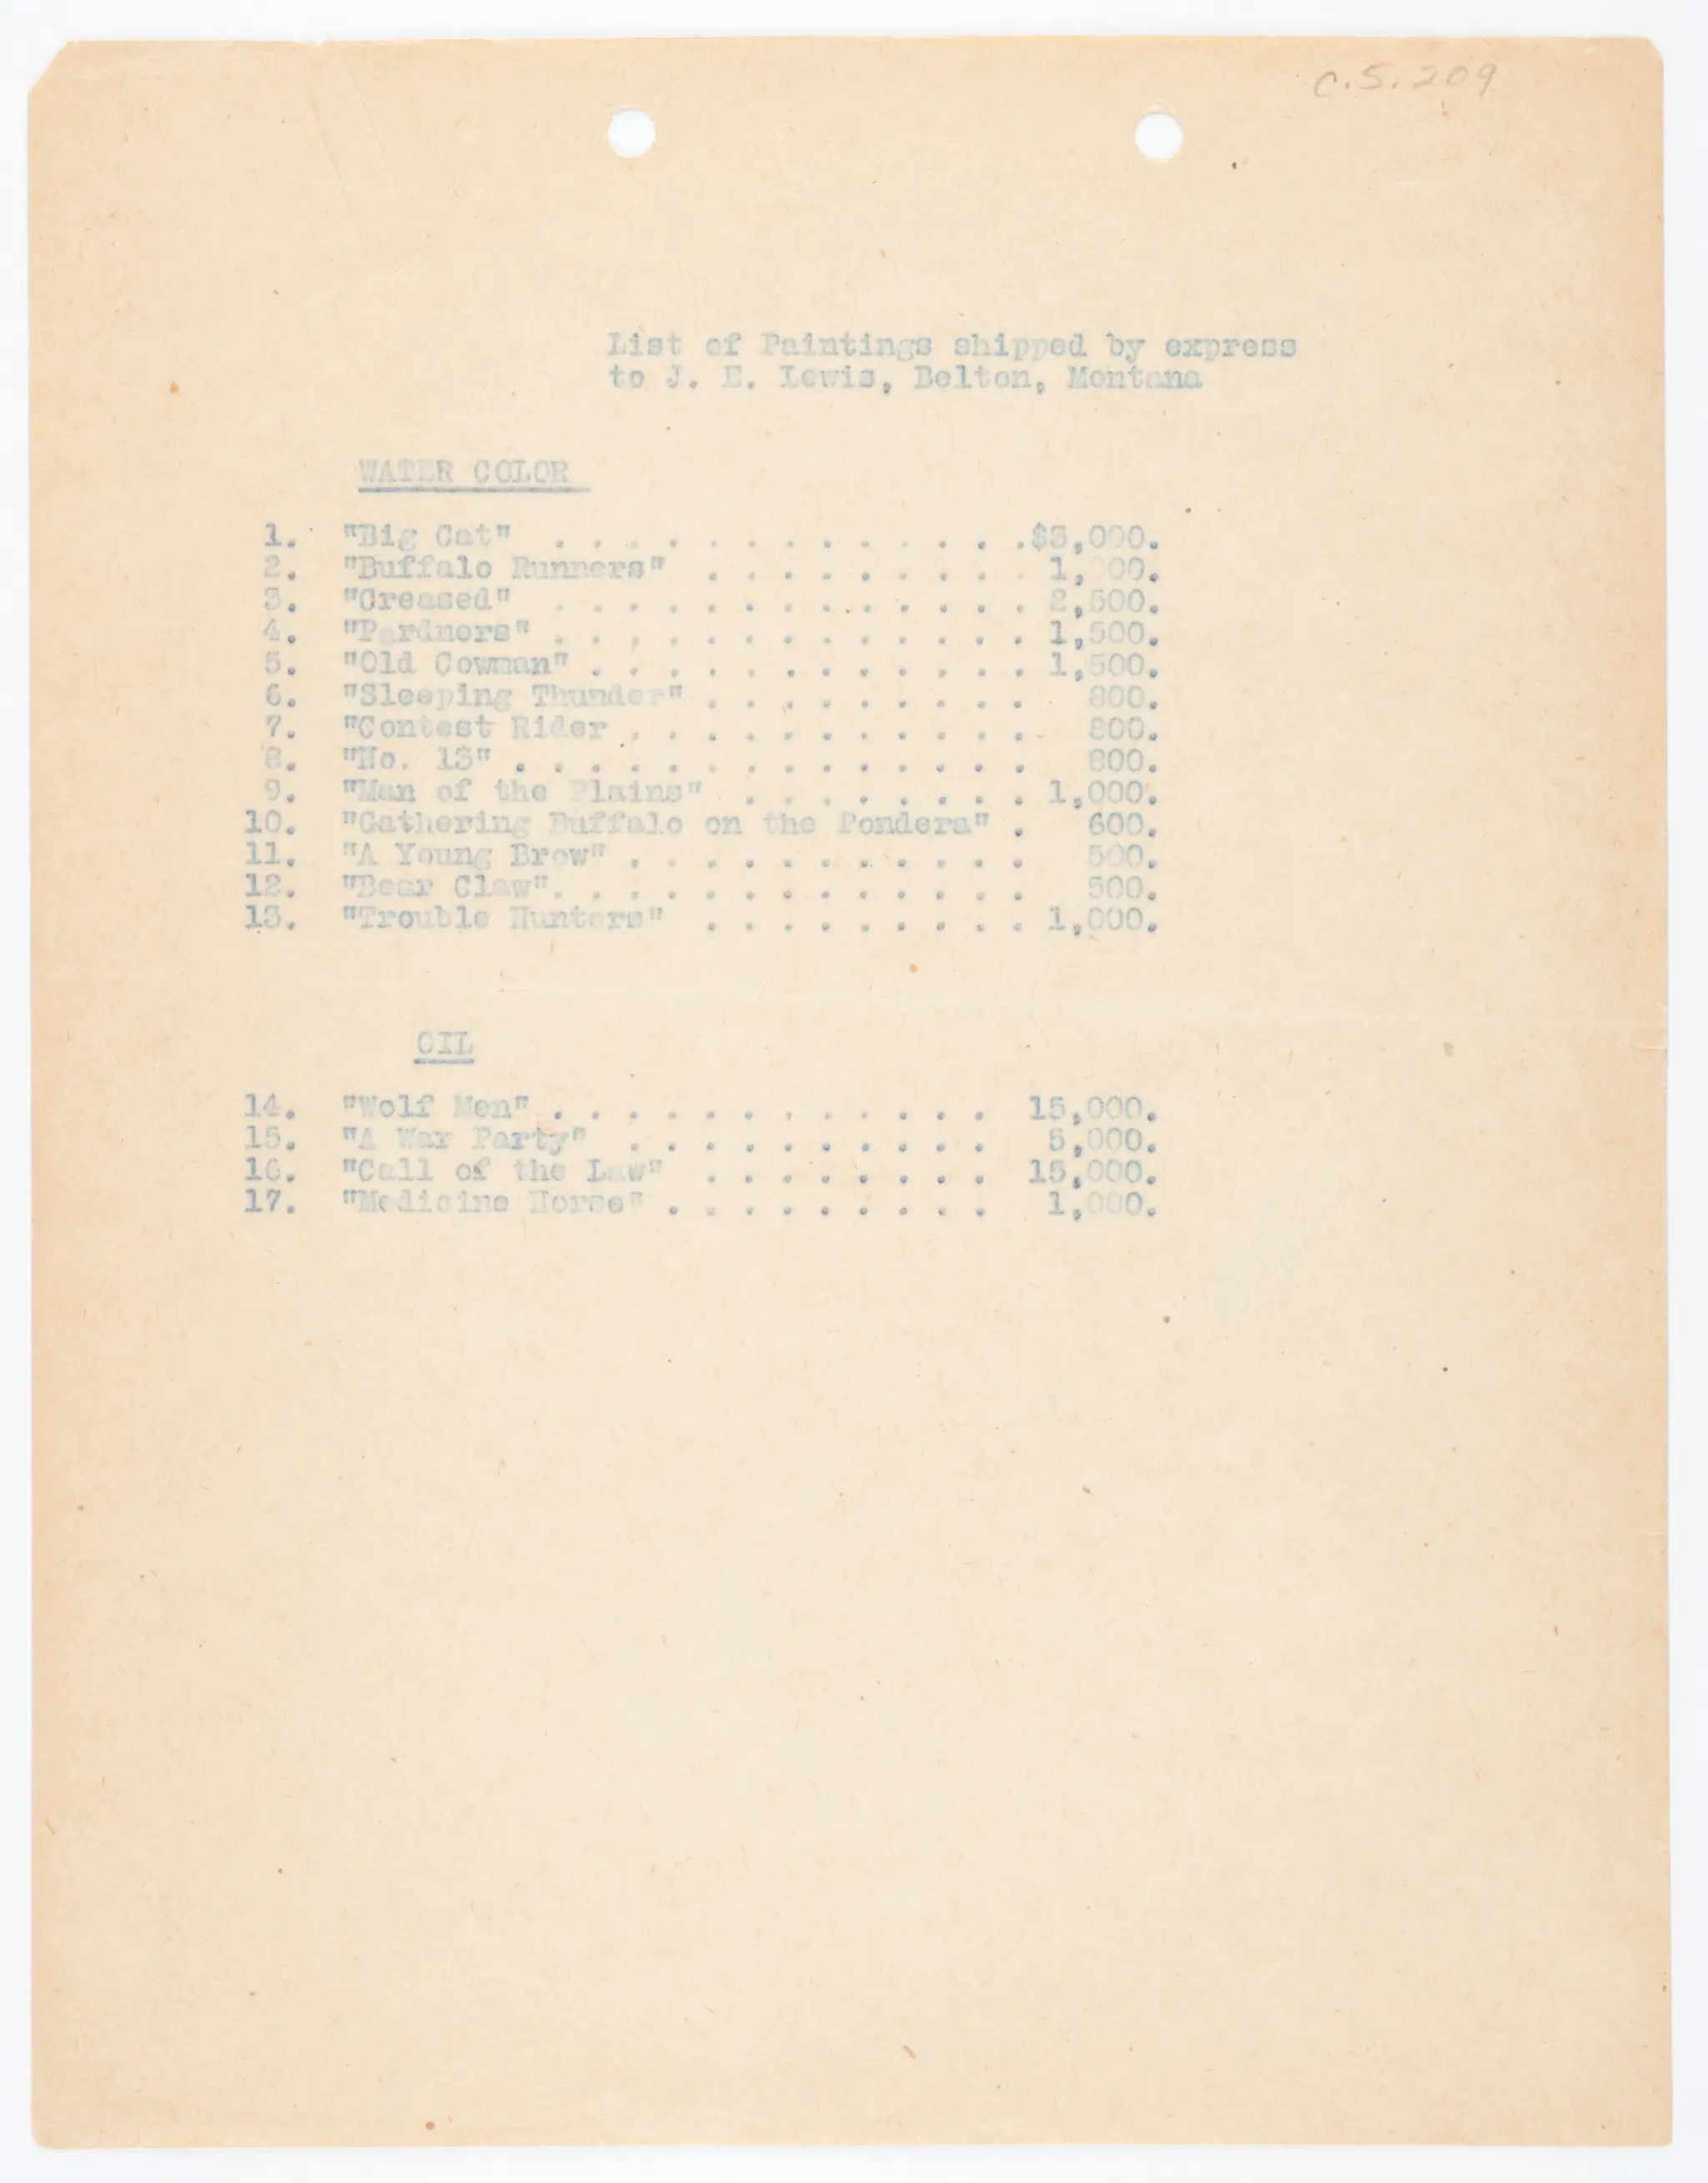 C.S. 209
List of Paintings shipped by express
to J. E. Lewis, Belton, Montana
WATER COLOR
1. "Big Cat" . . . . . . . . . . . . .$3,000.
2. "Buffalo Runners" . . . . . . . . . 1,000.
3. "Creased" . . . . . . . . . . . . . 2,500.
4. "Pardners" . . . . . . . . . . . . . 1,500.
5. "Old Cowman" . . . . . . . . . . . . 1,500.
6. "Sleeping Thunder" . . . . . . . . . 800.
7. "Contest Rider . . . . . . . . . . . 800.
8. "No. 13" . . . . . . . . . . . . . . 800.
9. "Man of the Plains" . . . . . . . . 1,000.
10. "Gathering Buffalo on the Pondera" . 600.
11. "A Young Brow" . . . . . . . . . . . 500.
12. "Bear Claw". . . . . . . . . . . . . 500.
13. "Trouble Hunters" . . . . . . . . . 1,000.
OIL
14. "Wolf Men" . . . . . . . . . . . . 15,000.
15. "A War Party" . . . . . . . . . . 5,000.
16. "Call of the Law" . . . . . . . . 15,000.
17. "Medicine Horse" . . . . . . . . . 1,000.